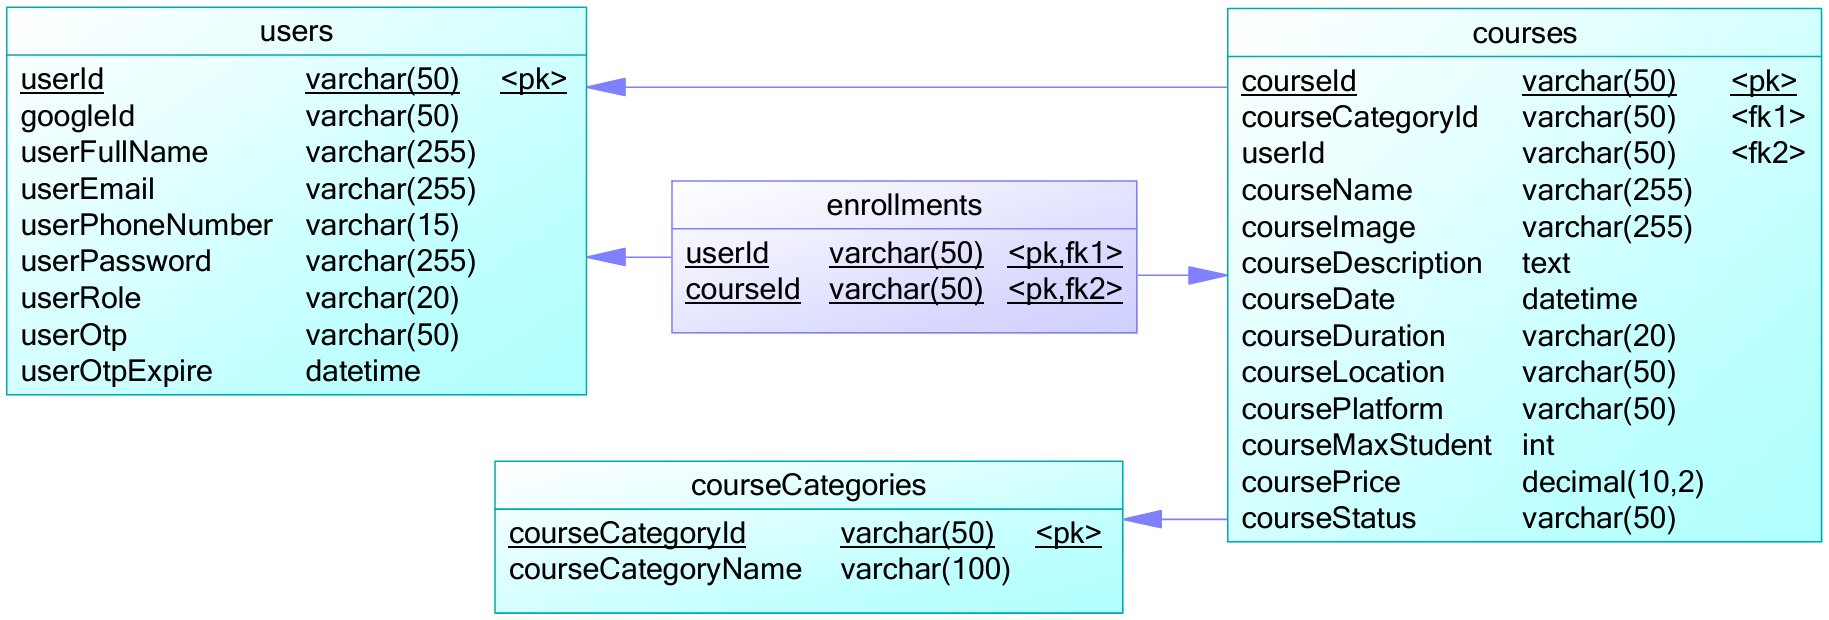 users
userId varchar(50) <pk>
googleId varchar(50)
userFullName varchar(255)
userEmail varchar(255)
userPhoneNumber varchar(15)
userPassword varchar(255)
userRole varchar(20)
userOtp varchar(50)
userOtpExpire datetime
enrollments
userId varchar(50) <pk,fk1>
courseId varchar(50) <pk,fk2>
courses
courseId varchar(50) <pk>
courseCategoryId varchar(50) <fk1>
userId varchar(50) <fk2>
courseName varchar(255)
courseImage varchar(255)
courseDescription text
courseDate datetime
courseDuration varchar(20)
courseLocation varchar(50)
coursePlatform varchar(50)
courseMaxStudent int
coursePrice decimal(10,2)
courseStatus varchar(50)
courseCategories
courseCategoryId varchar(50) <pk>
courseCategoryName varchar(100)